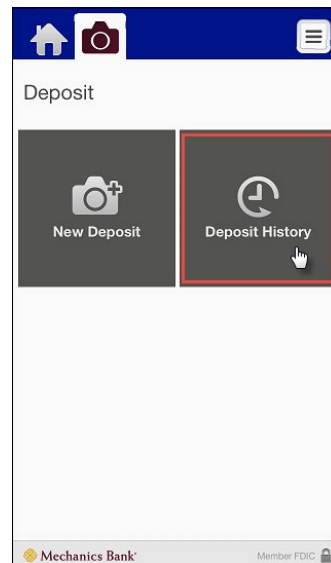 Deposit
New Deposit
Deposit History
Mechanics Bank
Member FDIC